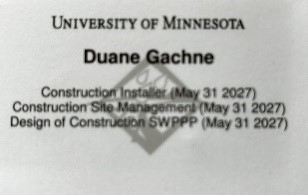 UNIVERSITY OF MINNESOTA
Duane Gachne
Construction Installer (May 31 2027)
Construction Site Management (May 31 2027)
Design of Construction SWPPP (May 31 2027)